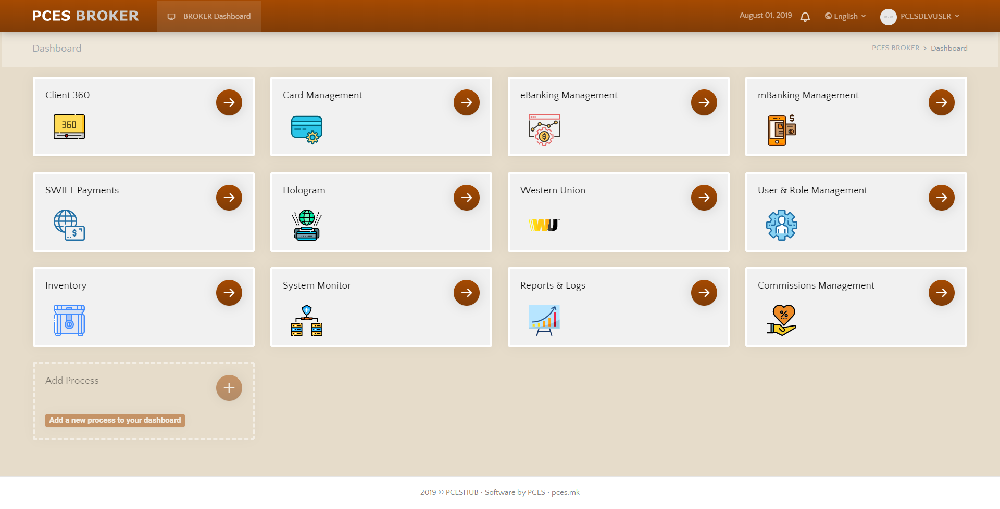 PCES BROKER
BROKER Dashboard
August 01, 2019
English
PCESDEVUSER
Dashboard
PCES BROKER > Dashboard
Client 360
360
Card Management
eBanking Management
$
mBanking Management
$
SWIFT Payments
$
Hologram
Western Union
WU
User & Role Management
Inventory
System Monitor
Reports & Logs
Commissions Management
%
Add Process
Add a new process to your dashboard
2019 © PCESHUB · Software by PCES · pces.mk